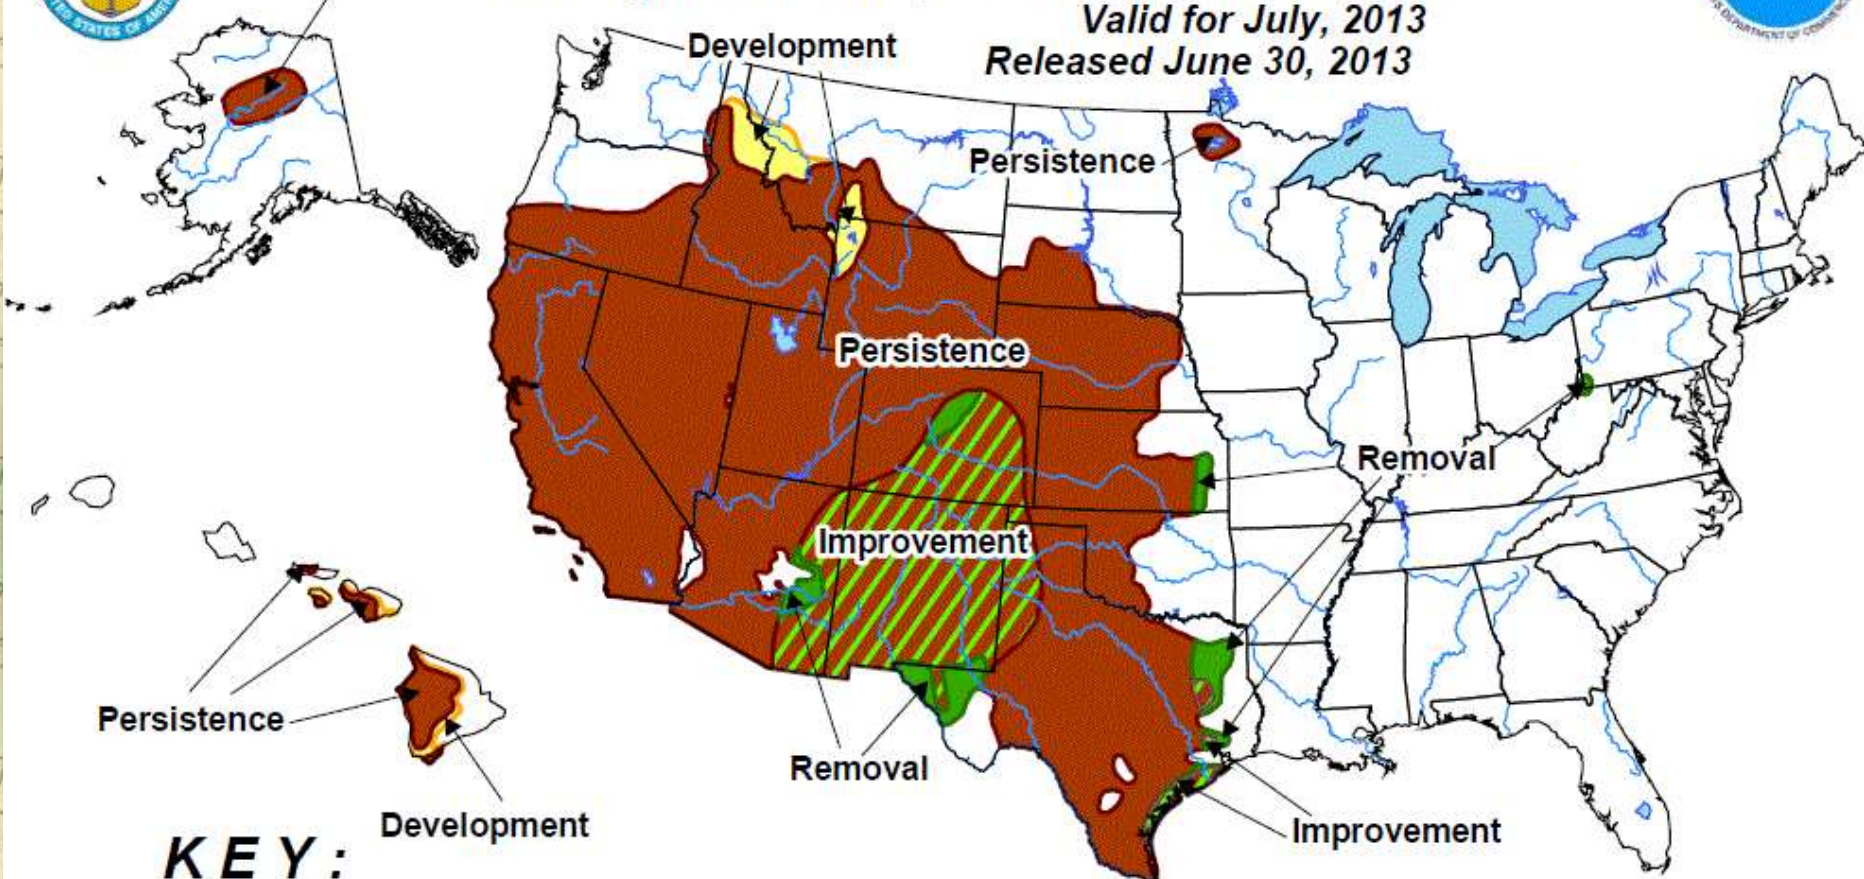 Valid for July, 2013
Released June 30, 2013
Development
Persistence
Persistence
Removal
Improvement
Persistence
Removal
Development
Improvement
KEY: